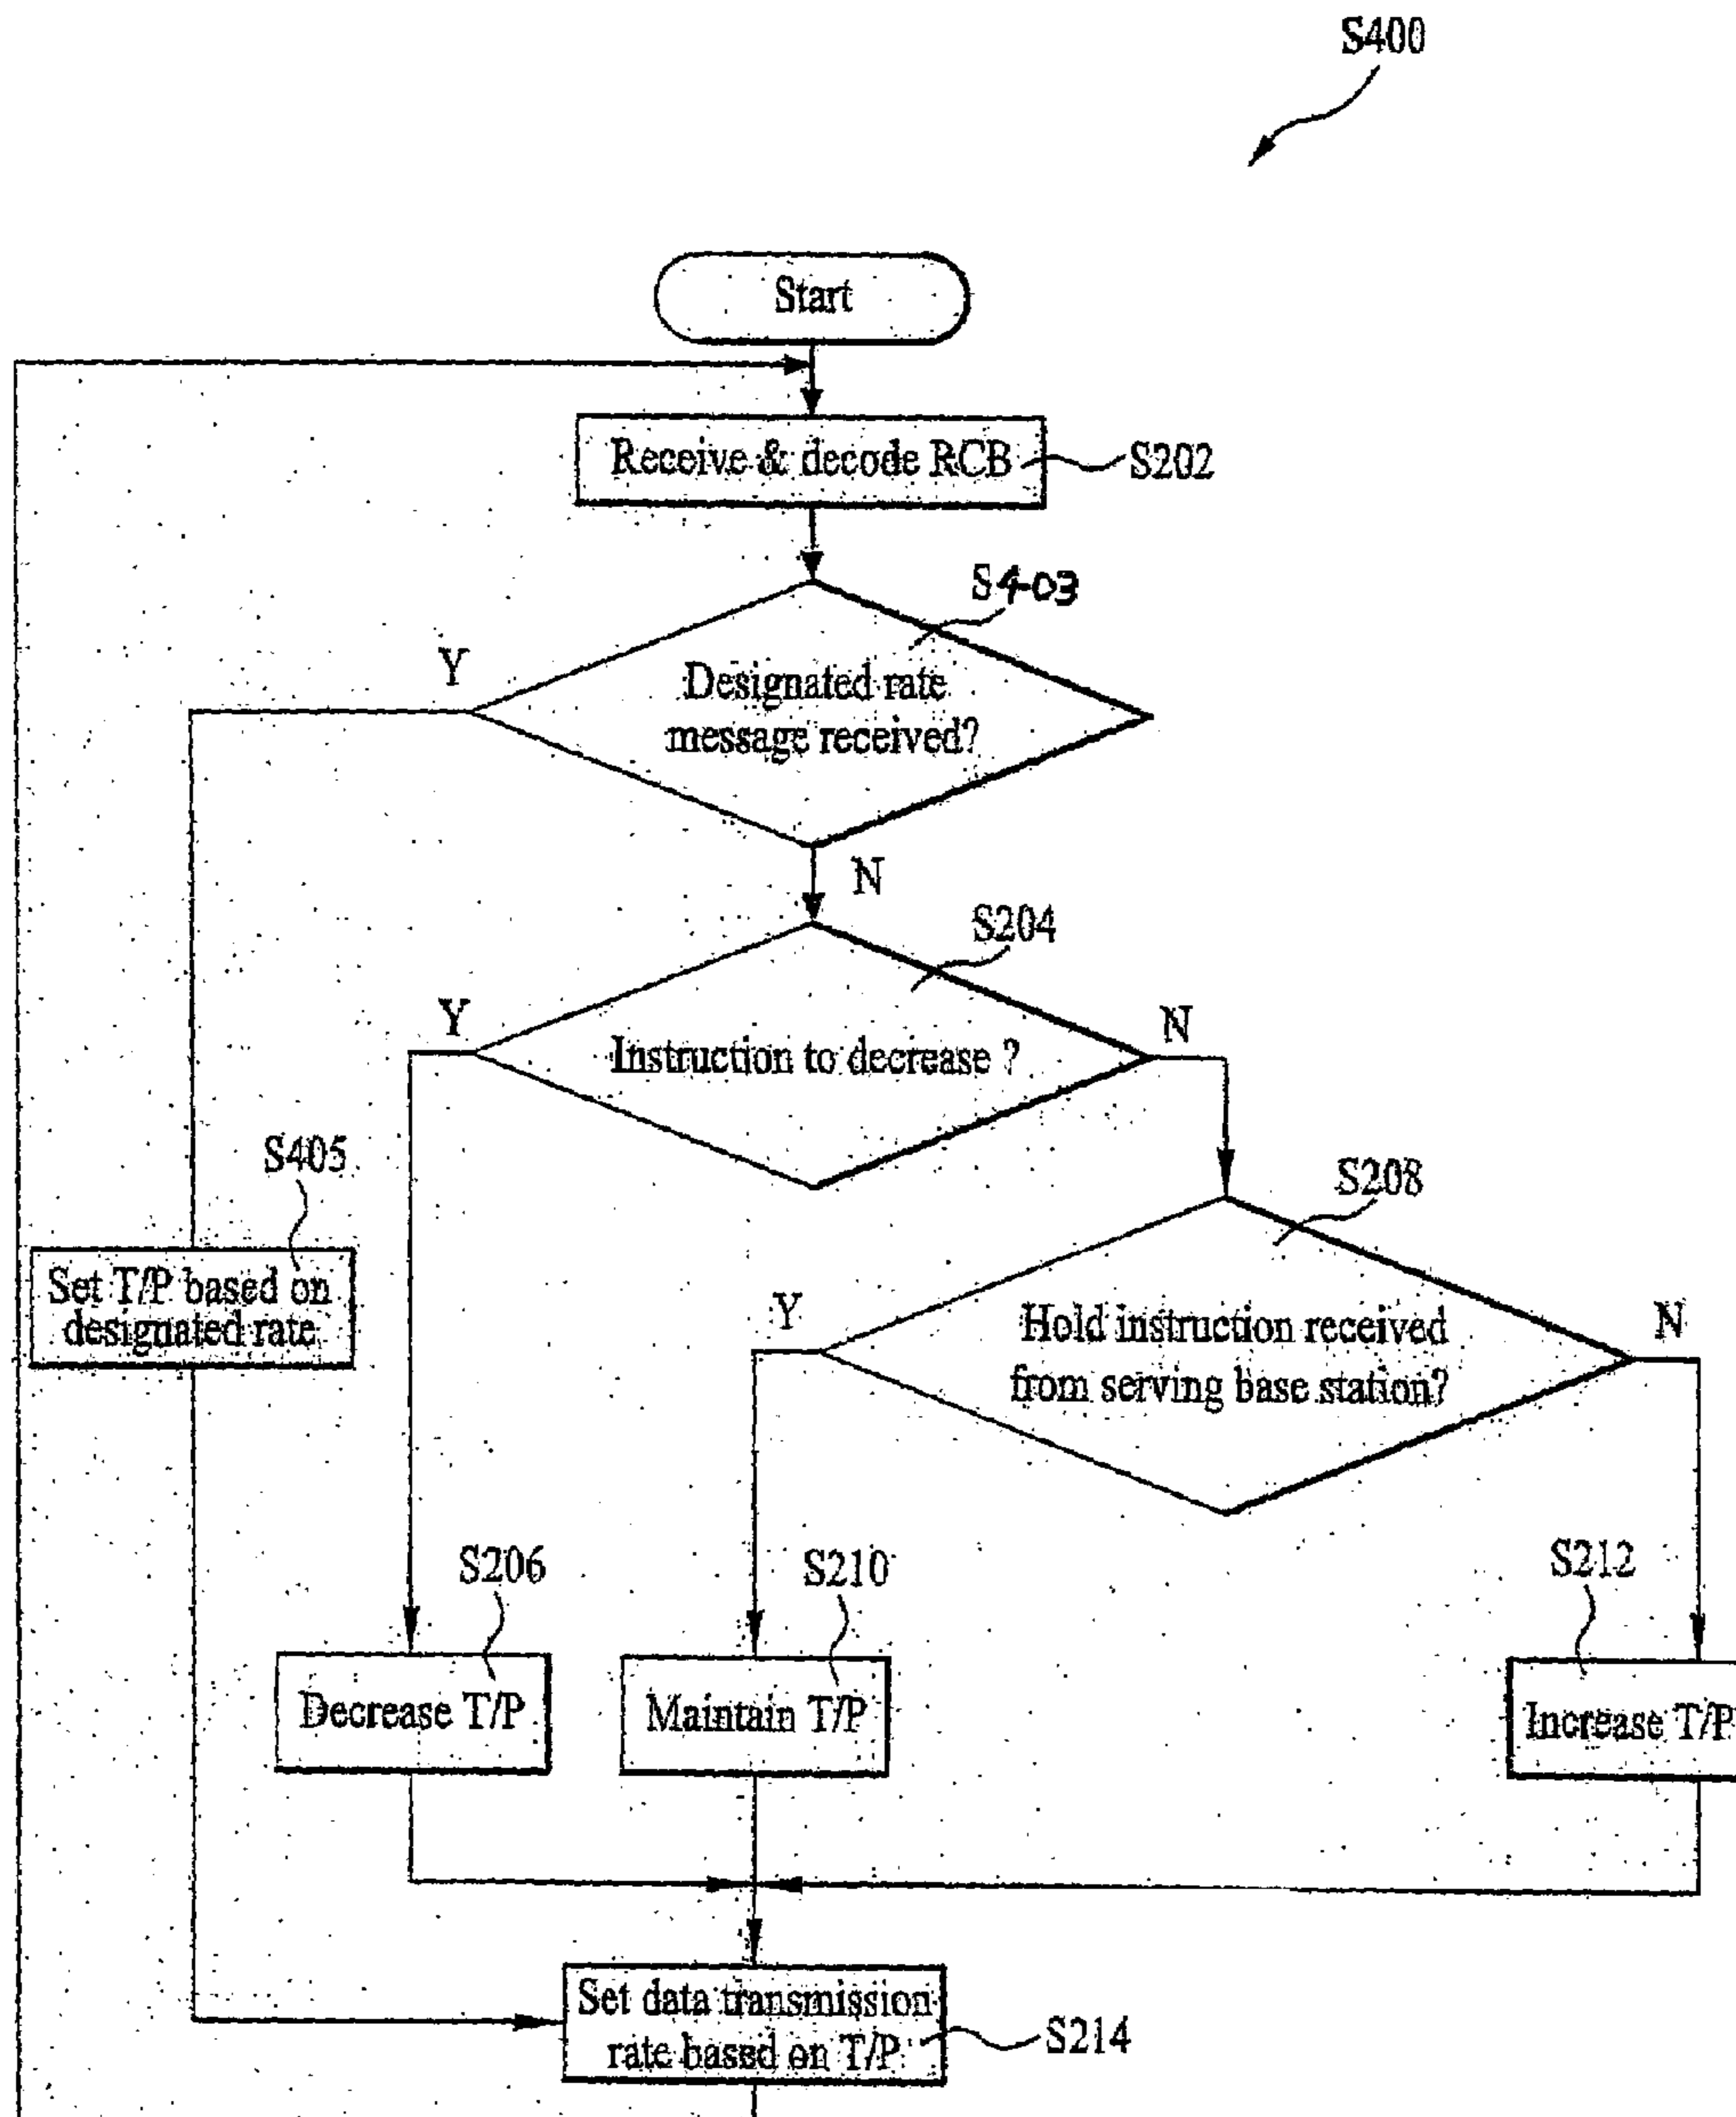 S400
Start
Receive & decode RCB
S202
S403
Y
Designated rate
message received?
N
S204
Y
N
Instruction to decrease ?
S405
S208
Set T/P based on
designated rate
Y
N
Hold instruction received
from serving base station?
S206
S210
S212
Decrease T/P
Maintain T/P
Increase T/P
Set data transmission
rate based on T/P
S214